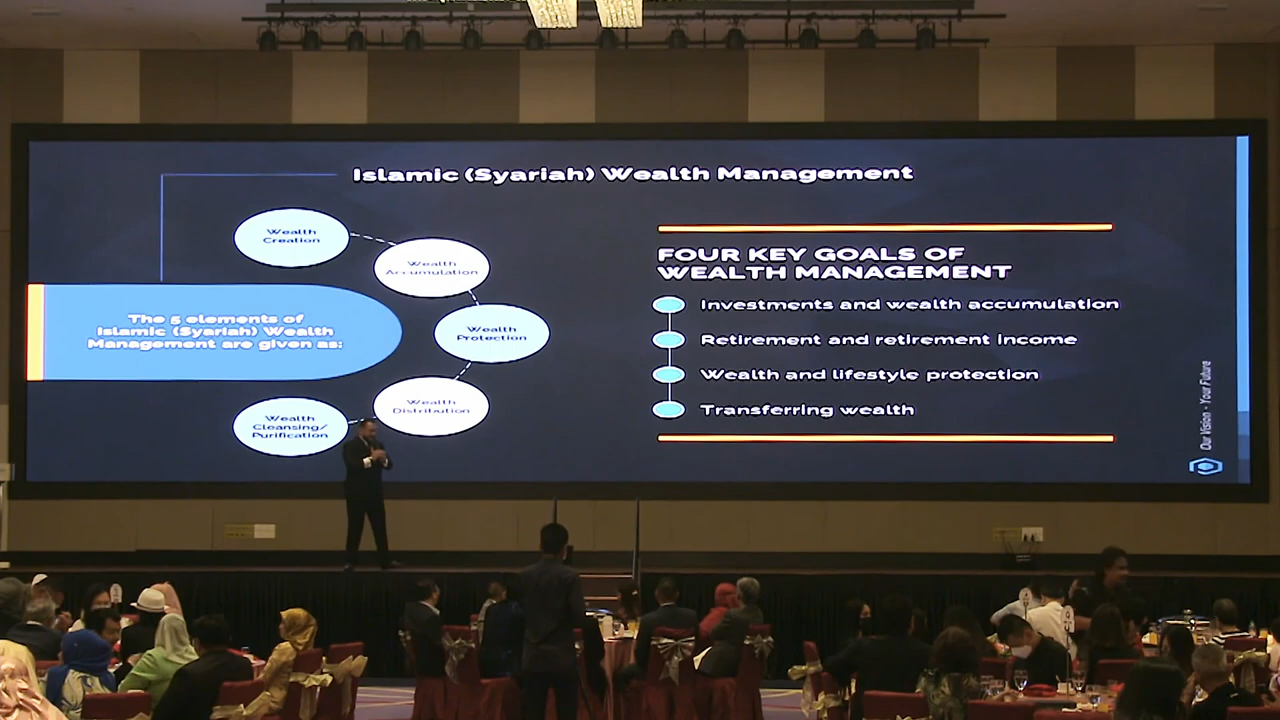 Islamic (Syariah) Wealth Management
Wealth
Creation
Wealth
Accumulation
Wealth
Protection
Wealth
Distribution
Wealth
Cleansing/
Purification
The 5 elements of
Islamic (Syariah) Wealth
Management are given as:
FOUR KEY GOALS OF
WEALTH MANAGEMENT
Investments and wealth accumulation
Retirement and retirement income
Wealth and lifestyle protection
Transferring wealth
Our Vision - Your Future